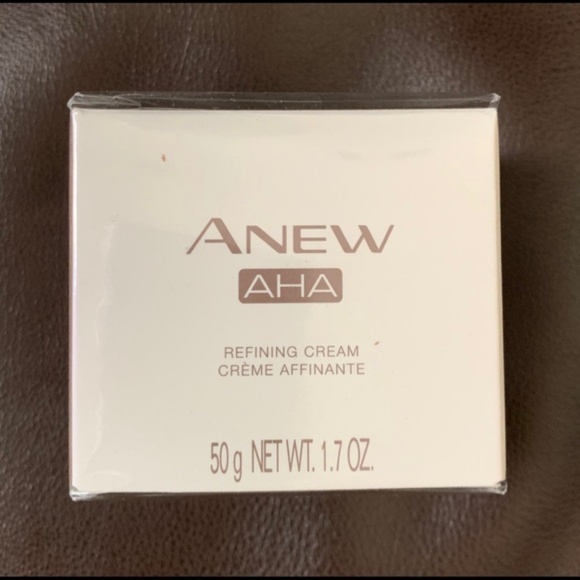 ANEW
AHA
REFINING CREAM
CRÈME AFFINANTE
50 g NET WT. 1.7 OZ.